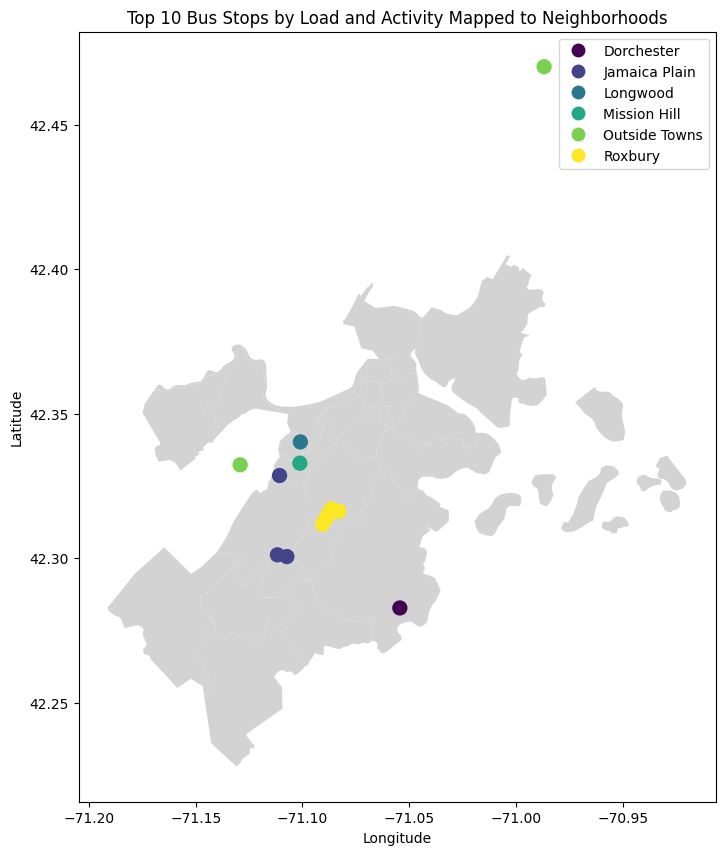 Top 10 Bus Stops by Load and Activity Mapped to Neighborhoods
Dorchester
Jamaica Plain
Longwood
Mission Hill
Outside Towns
Roxbury
Latitude
42.45
42.40
42.35
42.30
42.25
−71.20
−71.15
−71.10
−71.05
−71.00
−70.95
Longitude